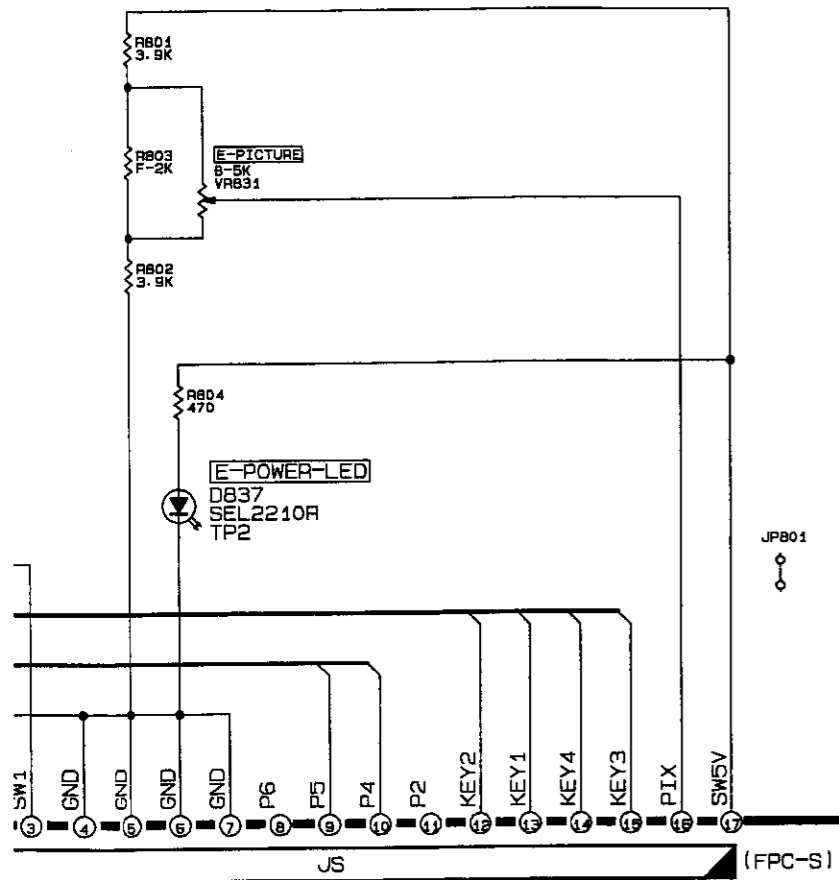 R801
3.9K
R803
F-2K
E-PICTURE
B-5K
VR831
R802
3.9K
R804
470
E-POWER-LED
D837
SEL2210R
TP2
JP801
SW1
GND
GND
GND
GND
P6
P5
P4
P2
KEY2
KEY1
KEY4
KEY3
PIX
SW5V
3 4 5 6 7 8 9 10 11 12 13 14 15 16 17
JS
(FPC-S)